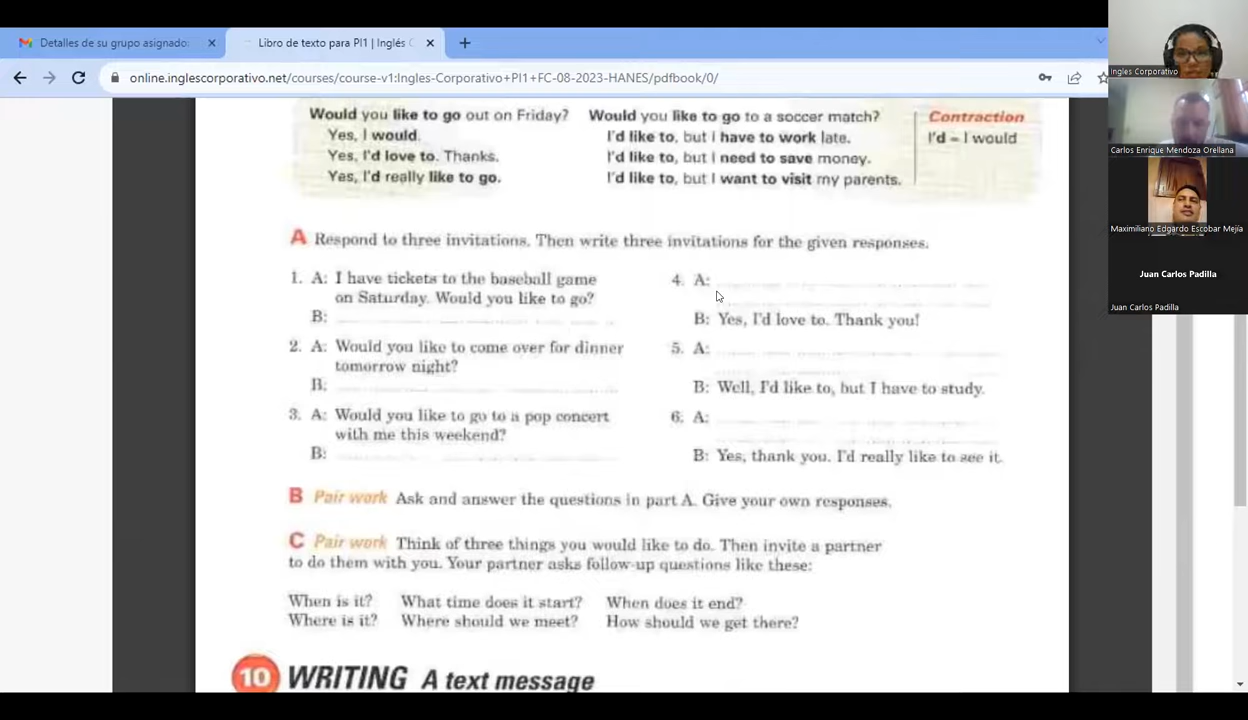 Detalles de su grupo asignado:
Libro de texto para PI1 | Inglés C
online.inglescorporativo.net/courses/course-v1:Ingles-Corporativo+PI1+FC-08-2023-HANES/pdfbook/0/
Would you like to go out on Friday?
Yes, I would.
Yes, I'd love to. Thanks.
Yes, I'd really like to go.
Would you like to go to a soccer match?
I'd like to, but I have to work late.
I'd like to, but I need to save money.
I'd like to, but I want to visit my parents.
Contraction
I'd = I would
A Respond to three invitations. Then write three invitations for the given responses.
1. A: I have tickets to the baseball game
on Saturday. Would you like to go?
B:
2. A: Would you like to come over for dinner
tomorrow night?
B:
3. A: Would you like to go to a pop concert
with me this weekend?
B:
4. A:
B: Yes, I'd love to. Thank you!
5. A:
B: Well, I'd like to, but I have to study.
6. A:
B: Yes, thank you. I'd really like to see it.
B Pair work Ask and answer the questions in part A. Give your own responses.
C Pair work Think of three things you would like to do. Then invite a partner
to do them with you. Your partner asks follow-up questions like these:
When is it? What time does it start? When does it end?
Where is it? Where should we meet? How should we get there?
10 WRITING A text message
Ingles Corporativo
Carlos Enrique Mendoza Orellana
Maximiliano Edgardo Escobar Mejía
Juan Carlos Padilla
Juan Carlos Padilla